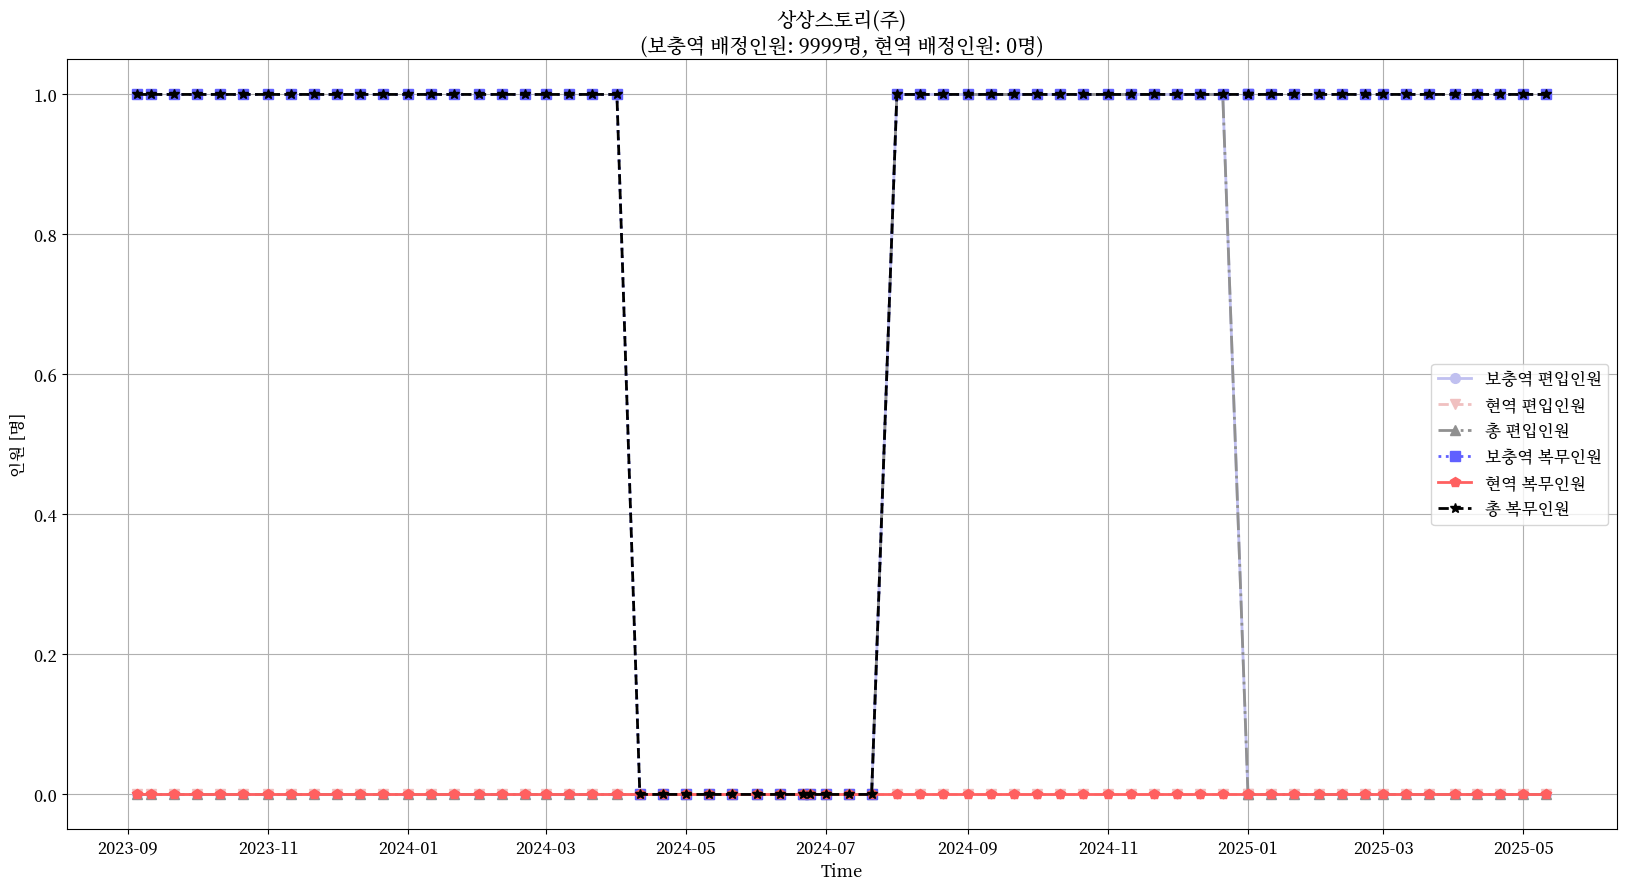 상상스토리(주)
(보충역 배정인원: 9999명, 현역 배정인원: 0명)
인원 [명]
1.0
0.8
0.6
0.4
0.2
0.0
보충역 편입인원
현역 편입인원
총 편입인원
보충역 복무인원
현역 복무인원
총 복무인원
2023-09
2023-11
2024-01
2024-03
2024-05
2024-07
2024-09
2024-11
2025-01
2025-03
2025-05
Time